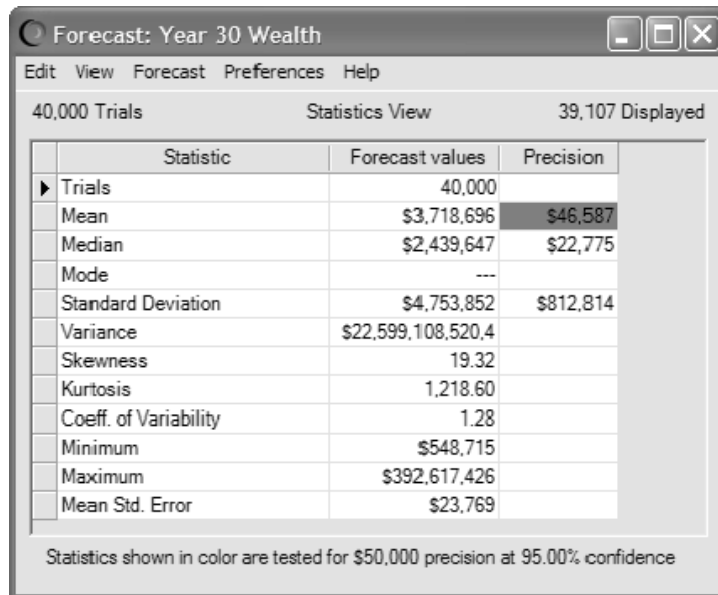 Forecast: Year 30 Wealth
Edit View Forecast Preferences Help
40,000 Trials Statistics View 39,107 Displayed
Statistic Forecast values Precision
Trials 40,000
Mean $3,718,696 $46,587
Median $2,439,647 $22,775
Mode ---
Standard Deviation $4,753,852 $812,814
Variance $22,599,108,520,4
Skewness 19.32
Kurtosis 1,218.60
Coeff. of Variability 1.28
Minimum $548,715
Maximum $392,617,426
Mean Std. Error $23,769
Statistics shown in color are tested for $50,000 precision at 95.00% confidence